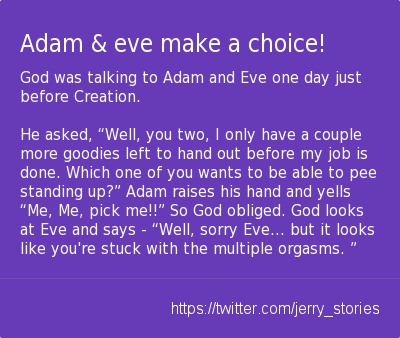 Adam & eve make a choice!
God was talking to Adam and Eve one day just
before Creation.
He asked, “Well, you two, I only have a couple
more goodies left to hand out before my job is
done. Which one of you wants to be able to pee
standing up?” Adam raises his hand and yells
“Me, Me, pick me!!” So God obliged. God looks
at Eve and says - “Well, sorry Eve... but it looks
like you're stuck with the multiple orgasms. ”
https://twitter.com/jerry_stories